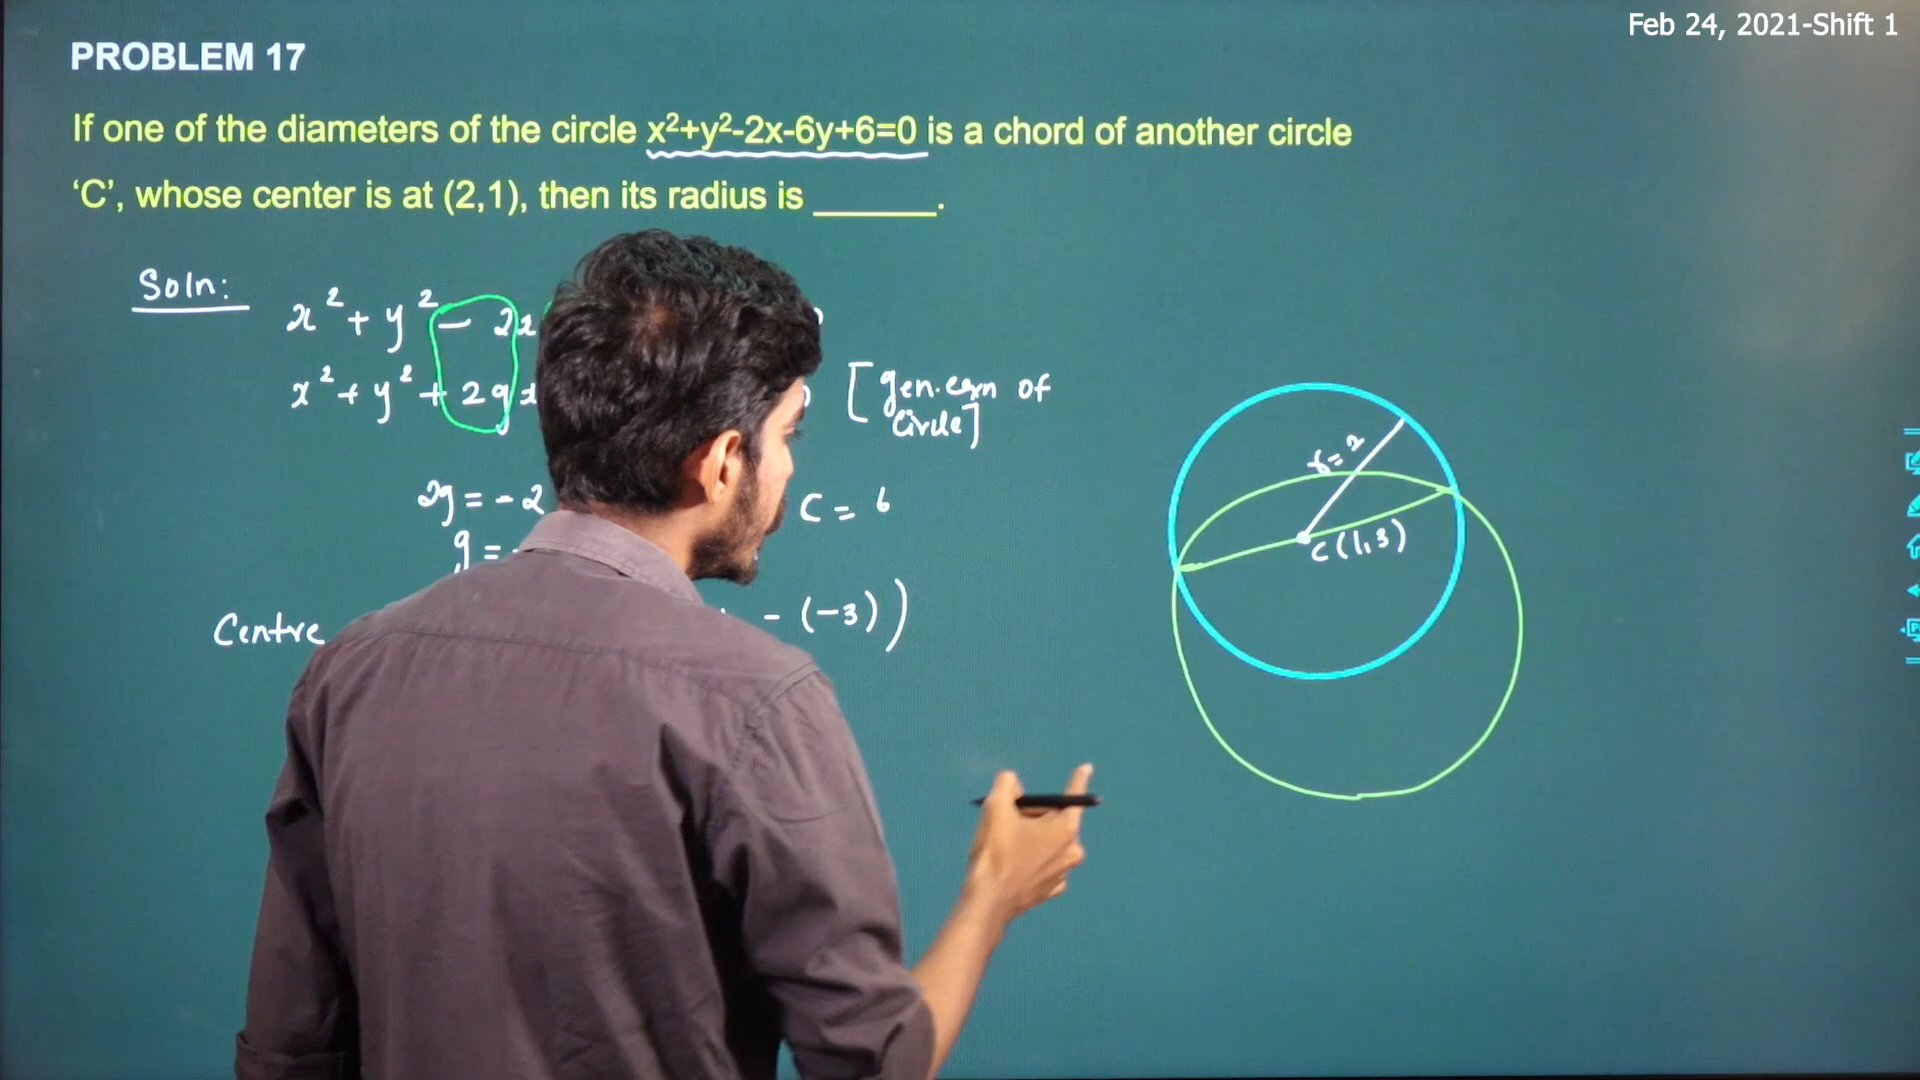 Feb 24, 2021-Shift 1
PROBLEM 17
If one of the diameters of the circle x²+y²-2x-6y+6=0 is a chord of another circle
‘C’, whose center is at (2,1), then its radius is ______.
Soln:
x² + y² - 2x
x² + y² + 2gx [gen. eqn of
circle]
2g = -2 C = 6
g = -
Centre - (-3))
r = 2
C(1,3)